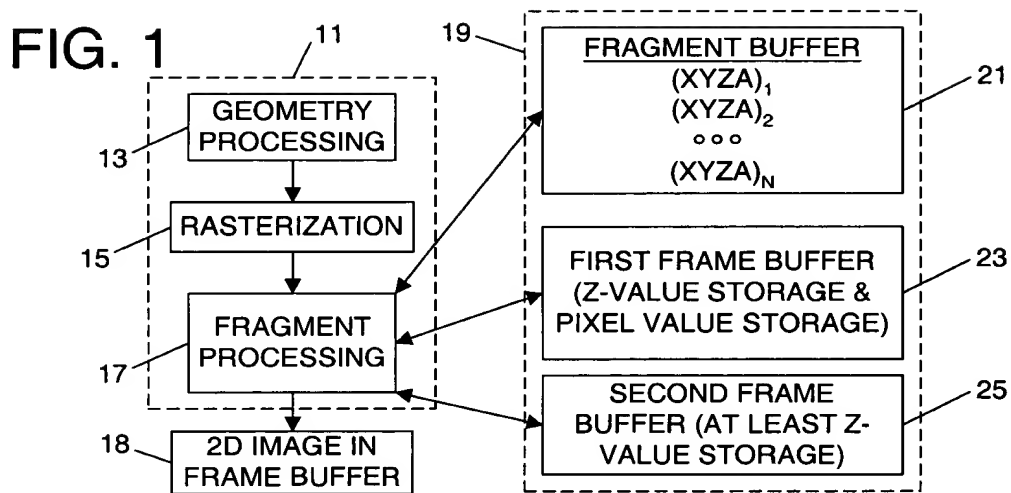 FIG. 1
11
GEOMETRY
PROCESSING
13
RASTERIZATION
15
FRAGMENT
PROCESSING
17
2D IMAGE IN
FRAME BUFFER
18
19
FRAGMENT BUFFER
(XYZA)₁
(XYZA)₂
ooo
(XYZA)N
21
FIRST FRAME BUFFER
(Z-VALUE STORAGE &
PIXEL VALUE STORAGE)
23
SECOND FRAME
BUFFER (AT LEAST Z-
VALUE STORAGE)
25